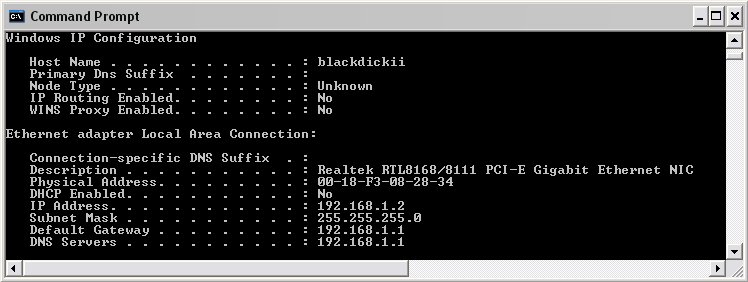 Command Prompt
Windows IP Configuration
Host Name . . . . . . . . . . . . : blackdickii
Primary Dns Suffix . . . . . . . :
Node Type . . . . . . . . . . . . : Unknown
IP Routing Enabled. . . . . . . . : No
WINS Proxy Enabled. . . . . . . . : No
Ethernet adapter Local Area Connection:
Connection-specific DNS Suffix . :
Description . . . . . . . . . . . : Realtek RTL8168/8111 PCI-E Gigabit Ethernet NIC
Physical Address. . . . . . . . . : 00-18-F3-08-28-34
DHCP Enabled. . . . . . . . . . . : No
IP Address. . . . . . . . . . . . : 192.168.1.2
Subnet Mask . . . . . . . . . . . : 255.255.255.0
Default Gateway . . . . . . . . . : 192.168.1.1
DNS Servers . . . . . . . . . . . : 192.168.1.1